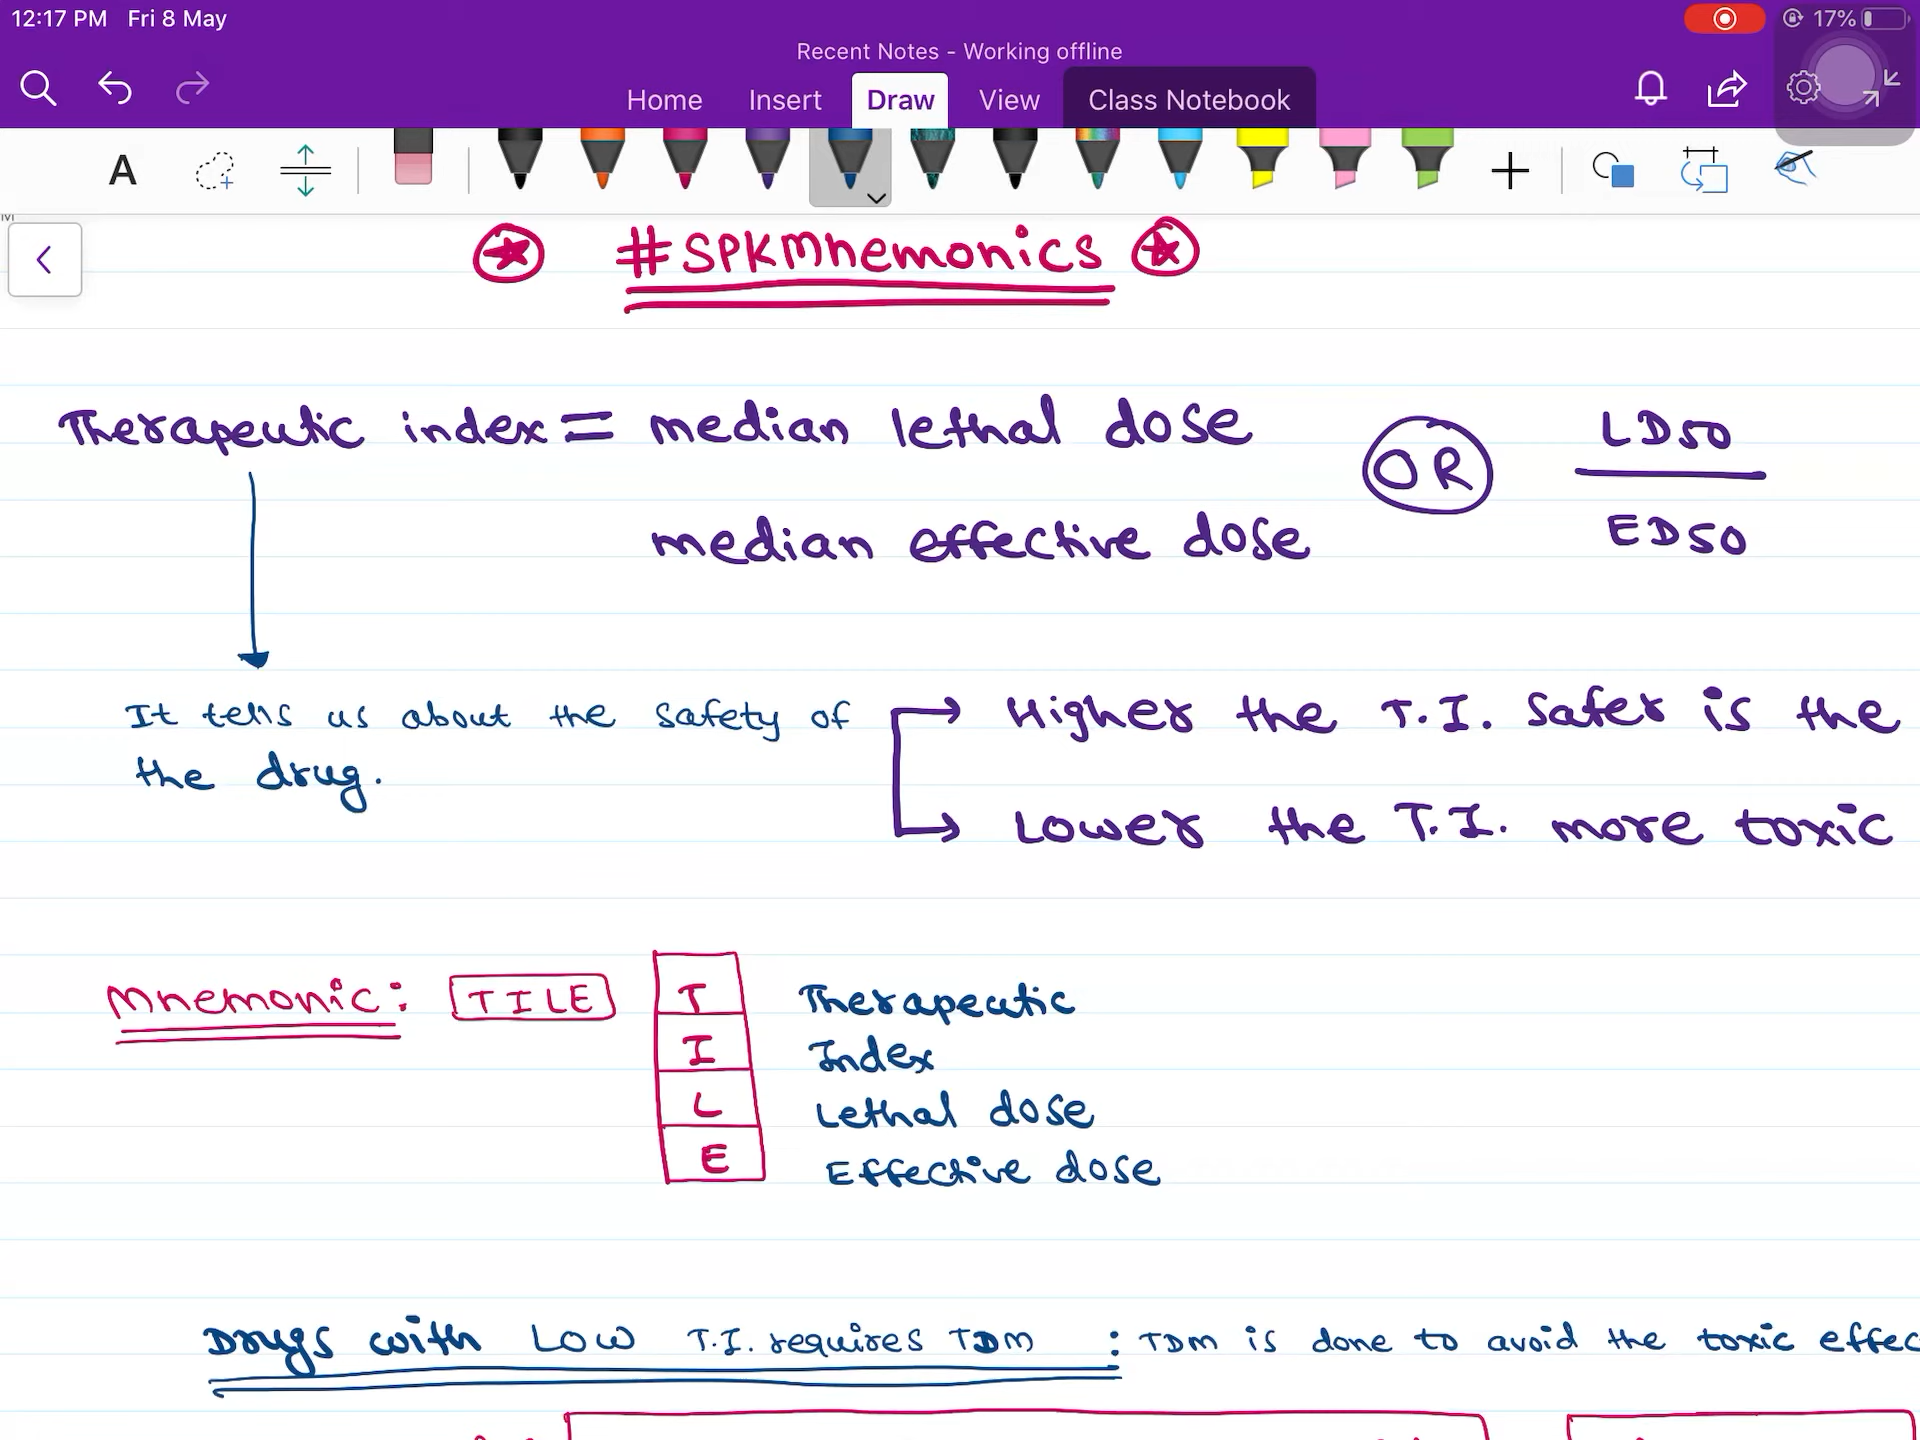 12:17 PM Fri 8 May 17%
Recent Notes - Working offline
Home Insert Draw View Class Notebook
A
#SPKMnemonics
Therapeutic index = median lethal dose
median effective dose
OR
LD50
ED50
It tells us about the safety of
the drug.
Higher the T.I. safer is the
Lower the T.I. more toxic
Mnemonic: TILE
T Therapeutic
I Index
L Lethal dose
E Effective dose
Drugs with LOW T.I. requires TDM : TDM is done to avoid the toxic effec